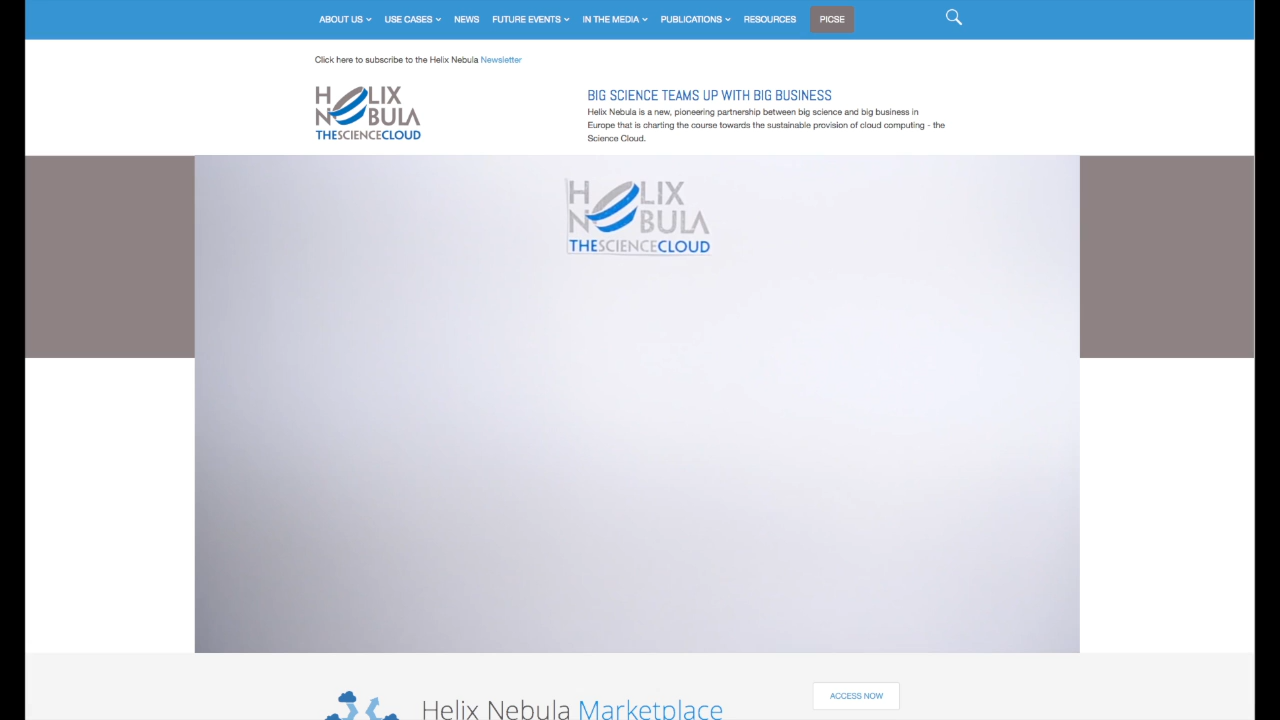 ABOUT US USE CASES NEWS FUTURE EVENTS IN THE MEDIA PUBLICATIONS RESOURCES PICSE
Click here to subscribe to the Helix Nebula Newsletter
HELIX
NEBULA
THESCIENCECLOUD
BIG SCIENCE TEAMS UP WITH BIG BUSINESS
Helix Nebula is a new, pioneering partnership between big science and big business in
Europe that is charting the course towards the sustainable provision of cloud computing - the
Science Cloud.
HELIX
NEBULA
THESCIENCECLOUD
Helix Nebula Marketplace
ACCESS NOW